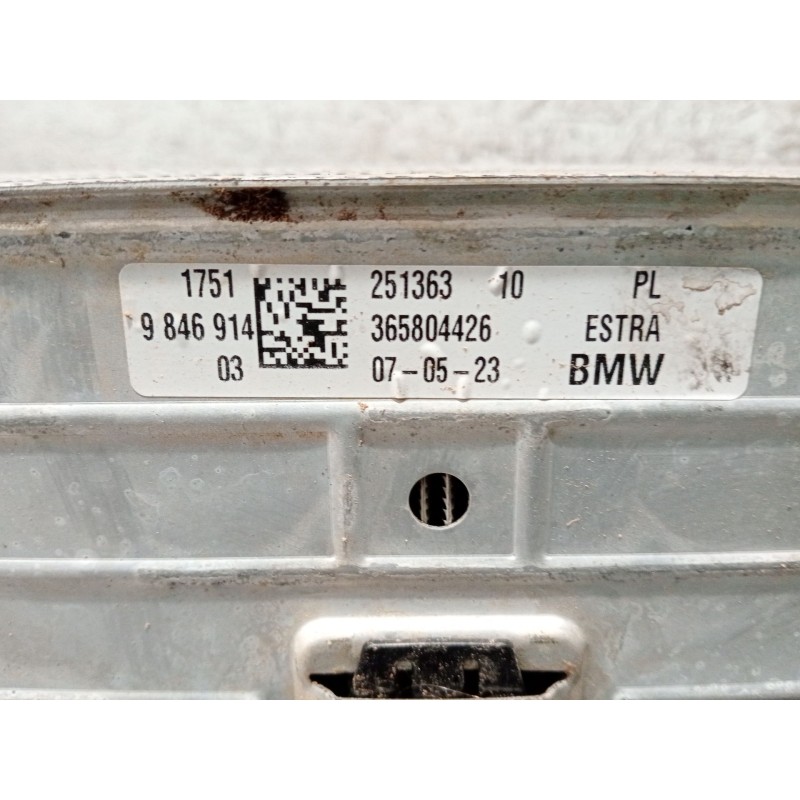 1751 251363 10 PL
9 846 914 365804426 ESTRA
03 07-05-23 BMW